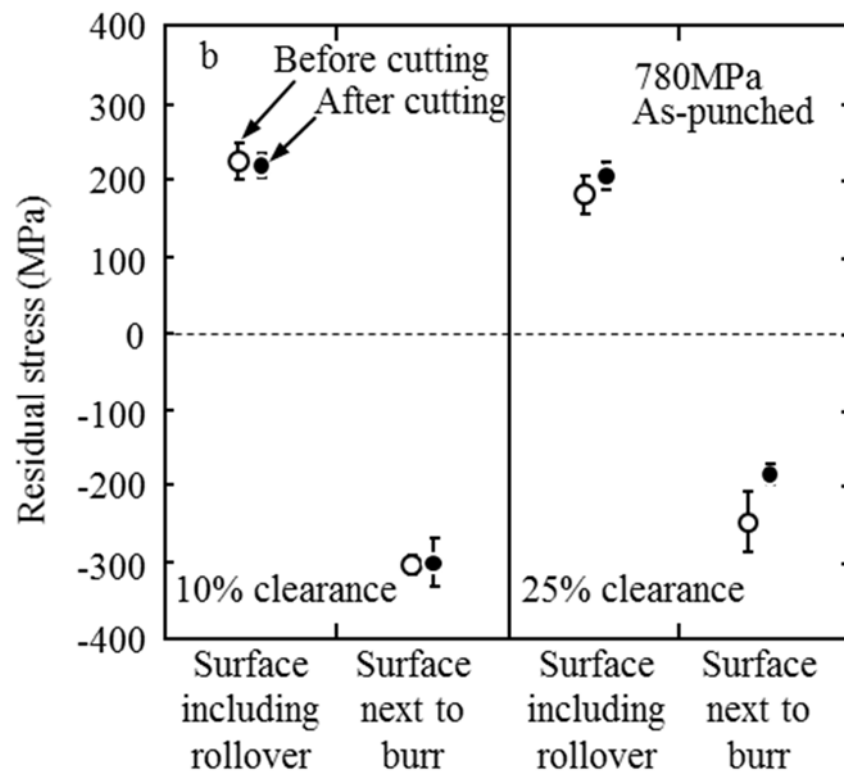 b
Before cutting
After cutting
780MPa
As-punched
Residual stress (MPa)
400
300
200
100
0
-100
-200
-300
-400
10% clearance
25% clearance
Surface including rollover
Surface next to burr
Surface including rollover
Surface next to burr